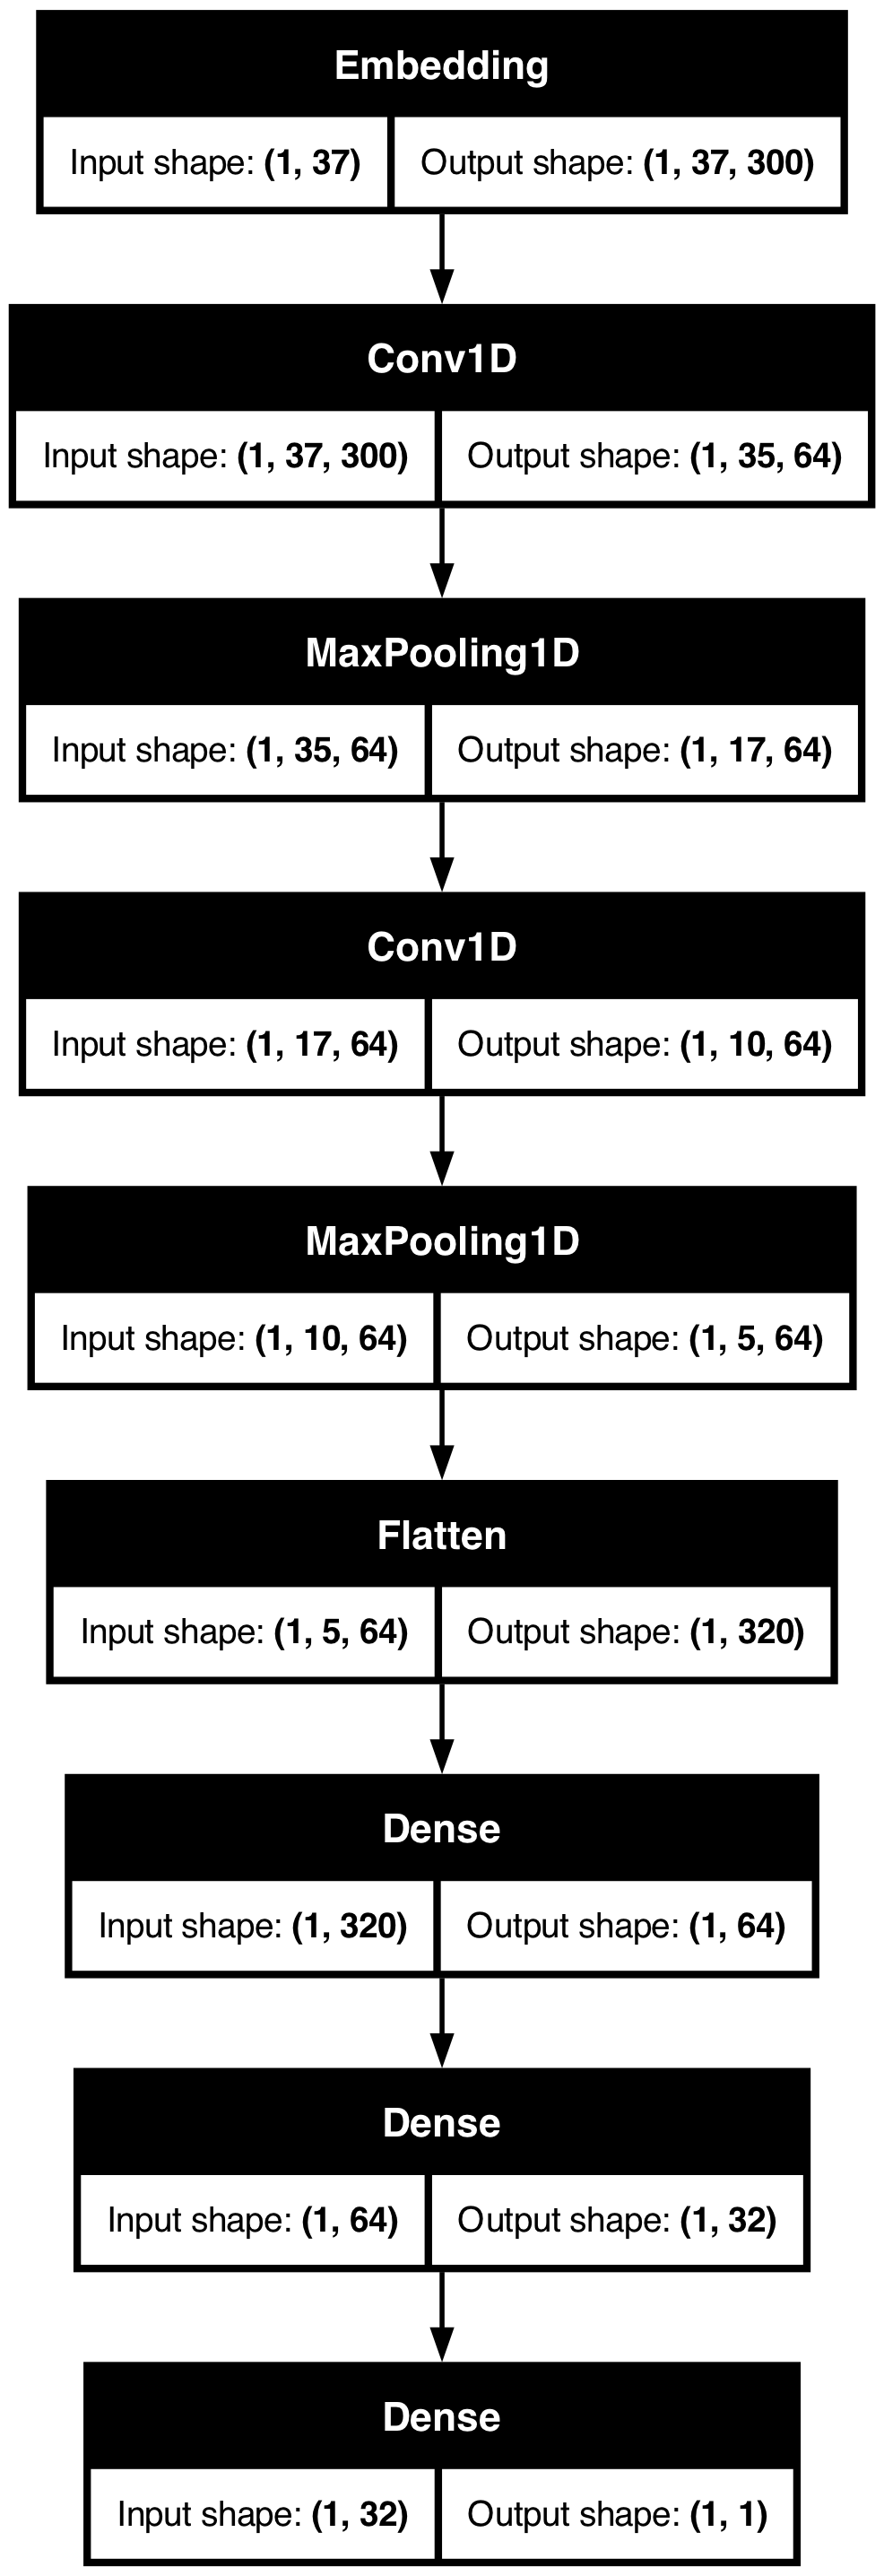 Embedding
Input shape: (1, 37) Output shape: (1, 37, 300)
Conv1D
Input shape: (1, 37, 300) Output shape: (1, 35, 64)
MaxPooling1D
Input shape: (1, 35, 64) Output shape: (1, 17, 64)
Conv1D
Input shape: (1, 17, 64) Output shape: (1, 10, 64)
MaxPooling1D
Input shape: (1, 10, 64) Output shape: (1, 5, 64)
Flatten
Input shape: (1, 5, 64) Output shape: (1, 320)
Dense
Input shape: (1, 320) Output shape: (1, 64)
Dense
Input shape: (1, 64) Output shape: (1, 32)
Dense
Input shape: (1, 32) Output shape: (1, 1)